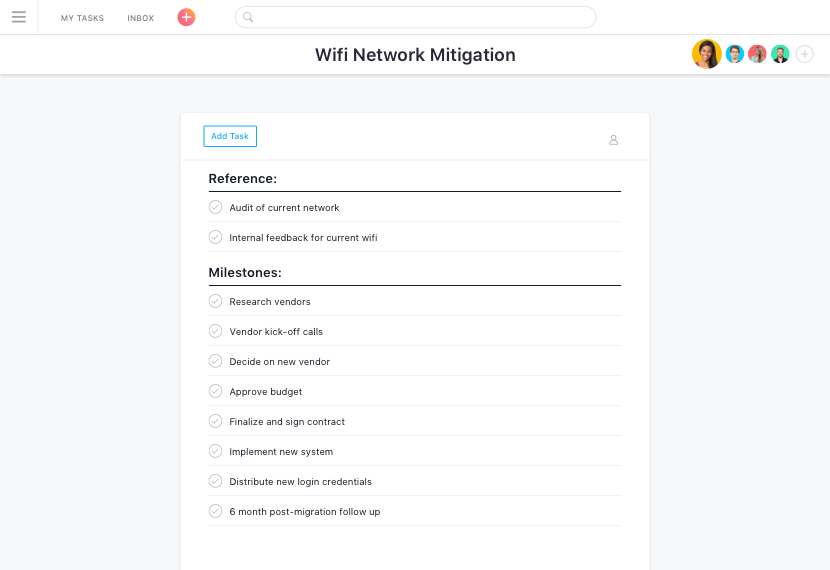 MY TASKS INBOX
Wifi Network Mitigation
Add Task
Reference:
Audit of current network
Internal feedback for current wifi
Milestones:
Research vendors
Vendor kick-off calls
Decide on new vendor
Approve budget
Finalize and sign contract
Implement new system
Distribute new login credentials
6 month post-migration follow up